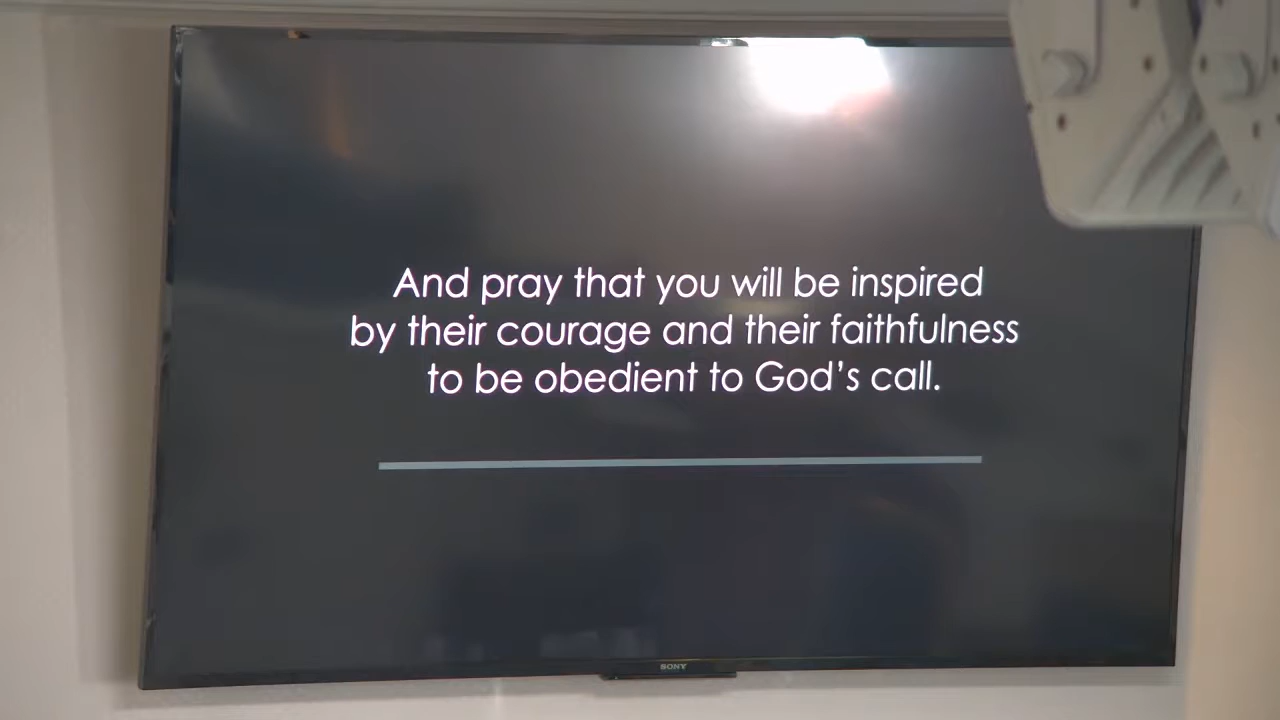 And pray that you will be inspired
by their courage and their faithfulness
to be obedient to God's call.
SONY